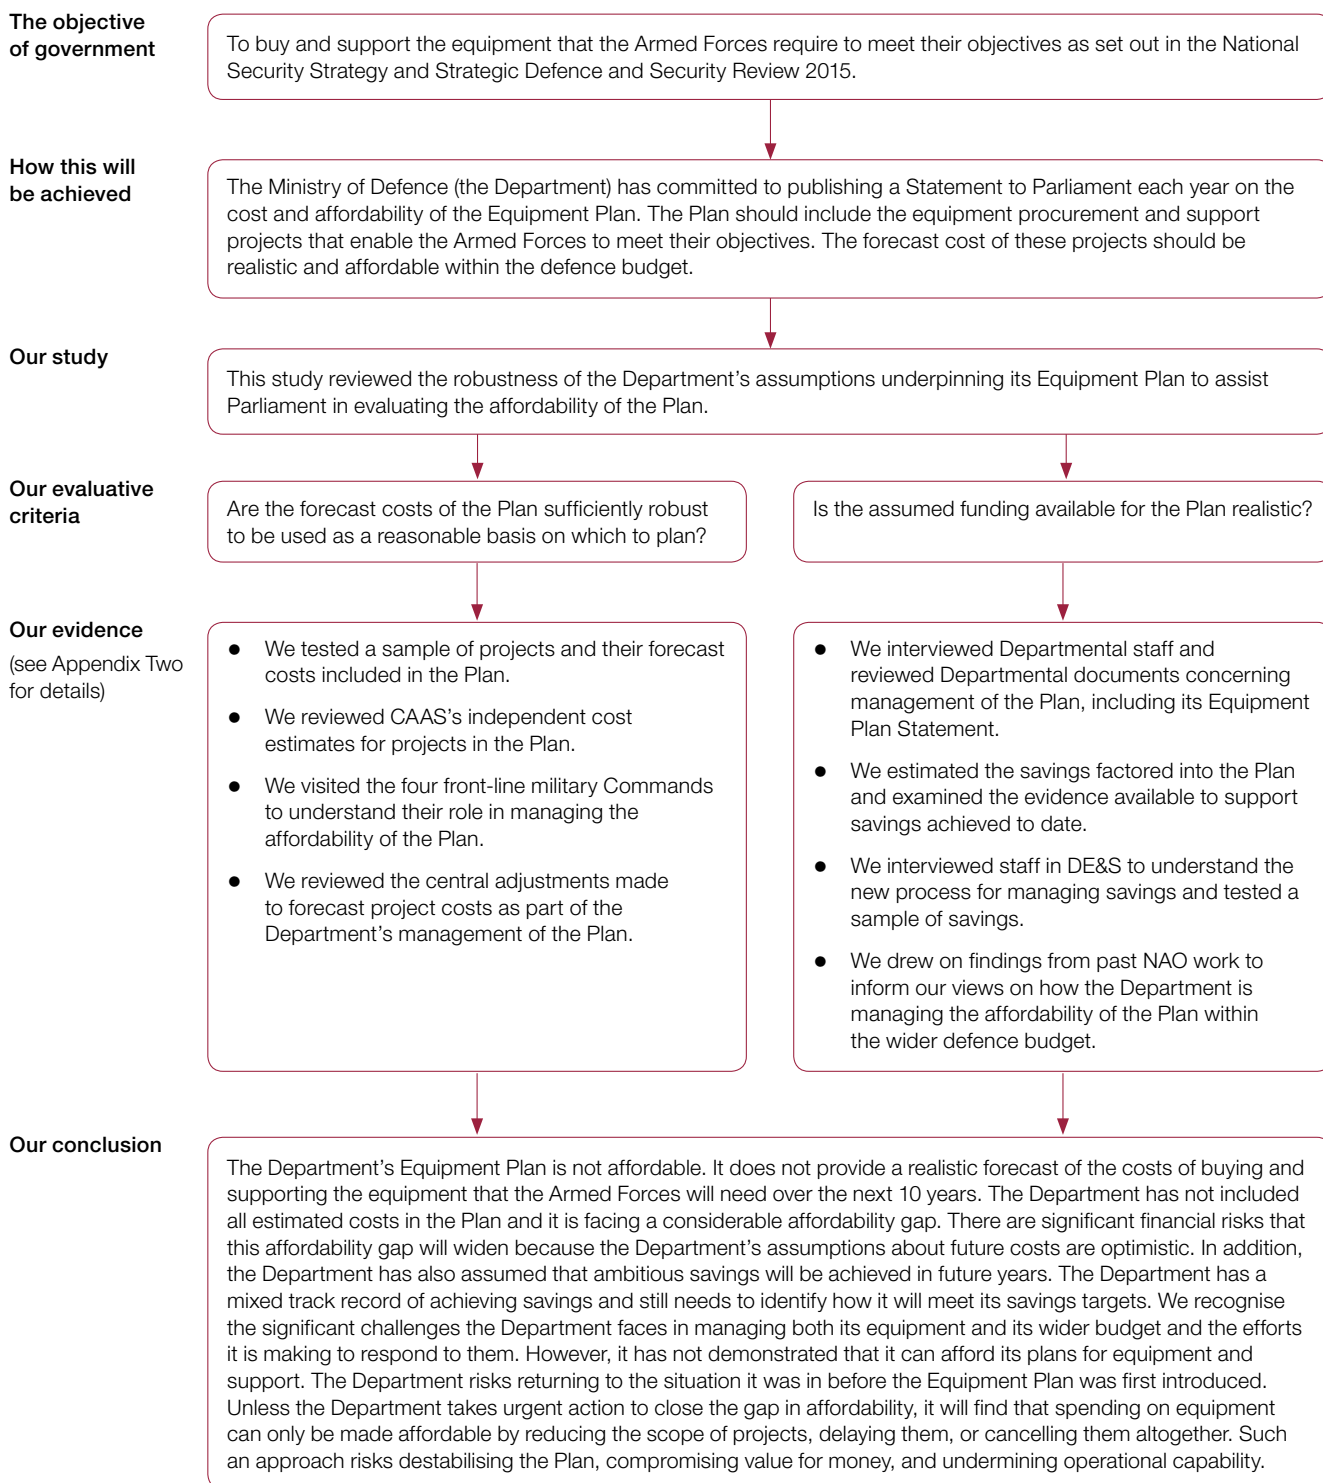 The objective
of government
To buy and support the equipment that the Armed Forces require to meet their objectives as set out in the National
Security Strategy and Strategic Defence and Security Review 2015.
How this will
be achieved
The Ministry of Defence (the Department) has committed to publishing a Statement to Parliament each year on the
cost and affordability of the Equipment Plan. The Plan should include the equipment procurement and support
projects that enable the Armed Forces to meet their objectives. The forecast cost of these projects should be
realistic and affordable within the defence budget.
Our study
This study reviewed the robustness of the Department’s assumptions underpinning its Equipment Plan to assist
Parliament in evaluating the affordability of the Plan.
Our evaluative
criteria
Are the forecast costs of the Plan sufficiently robust
to be used as a reasonable basis on which to plan?
Is the assumed funding available for the Plan realistic?
Our evidence
(see Appendix Two
for details)
● We tested a sample of projects and their forecast
costs included in the Plan.
● We reviewed CAAS’s independent cost
estimates for projects in the Plan.
● We visited the four front-line military Commands
to understand their role in managing the
affordability of the Plan.
● We reviewed the central adjustments made
to forecast project costs as part of the
Department’s management of the Plan.
● We interviewed Departmental staff and
reviewed Departmental documents concerning
management of the Plan, including its Equipment
Plan Statement.
● We estimated the savings factored into the Plan
and examined the evidence available to support
savings achieved to date.
● We interviewed staff in DE&S to understand the
new process for managing savings and tested a
sample of savings.
● We drew on findings from past NAO work to
inform our views on how the Department is
managing the affordability of the Plan within
the wider defence budget.
Our conclusion
The Department’s Equipment Plan is not affordable. It does not provide a realistic forecast of the costs of buying and
supporting the equipment that the Armed Forces will need over the next 10 years. The Department has not included
all estimated costs in the Plan and it is facing a considerable affordability gap. There are significant financial risks that
this affordability gap will widen because the Department’s assumptions about future costs are optimistic. In addition,
the Department has also assumed that ambitious savings will be achieved in future years. The Department has a
mixed track record of achieving savings and still needs to identify how it will meet its savings targets. We recognise
the significant challenges the Department faces in managing both its equipment and its wider budget and the efforts
it is making to respond to them. However, it has not demonstrated that it can afford its plans for equipment and
support. The Department risks returning to the situation it was in before the Equipment Plan was first introduced.
Unless the Department takes urgent action to close the gap in affordability, it will find that spending on equipment
can only be made affordable by reducing the scope of projects, delaying them, or cancelling them altogether. Such
an approach risks destabilising the Plan, compromising value for money, and undermining operational capability.